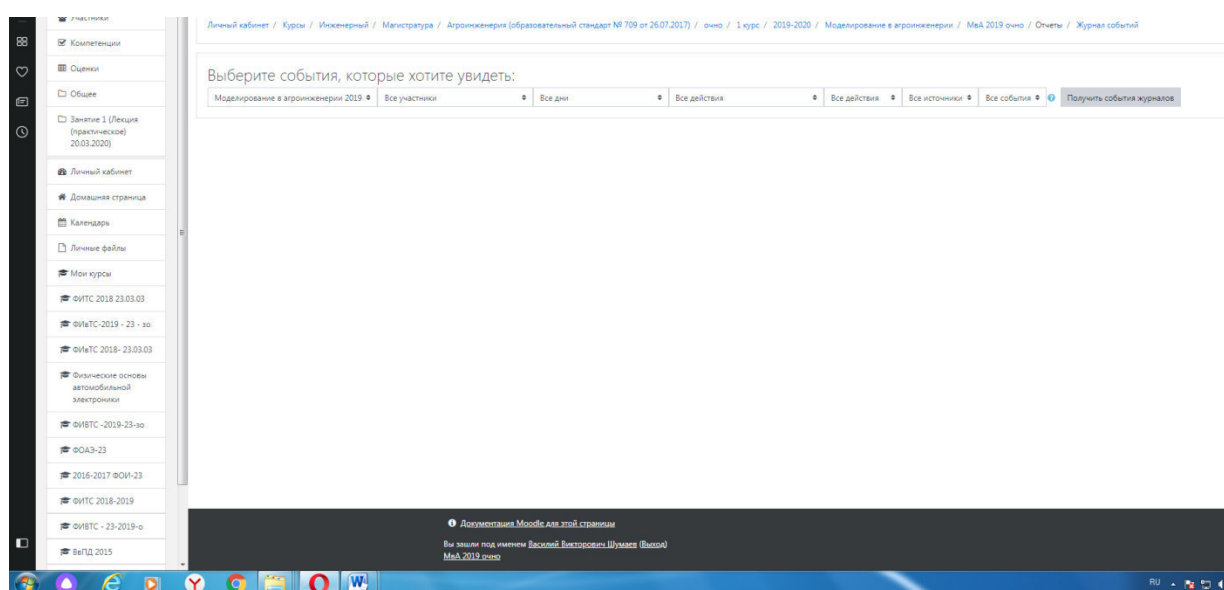 Участники
Компетенции
Оценки
Общее
Занятие 1 (Лекция
(практическое)
20.03.2020)
Личный кабинет
Домашняя страница
Календарь
Личные файлы
Мои курсы
ФИТС 2018 23.03.03
ФИвТС-2019 - 23 - зо
ФИвТС 2018- 23.03.03
Физические основы
автомобильной
электроники
ФИВТС -2019-23-зо
ФОАЭ-23
2016-2017 ФОИ-23
ФИТС 2018-2019
ФИВТС - 23-2019-о
ВвПД 2015
Личный кабинет / Курсы / Инженерный / Магистратура / Агроинженерия (образовательный стандарт № 709 от 26.07.2017) / очно / 1 курс / 2019-2020 / Моделирование в агроинженерии / МвА 2019 очно / Отчеты / Журнал событий
Выберите события, которые хотите увидеть:
Моделирование в агроинженерии 2019 Все участники Все дни Все действия Все действия Все источники Все события Получить события журналов
Документация Moodle для этой страницы
Вы зашли под именем Василий Викторович Шумаев (Выход)
МвА 2019 очно
RU